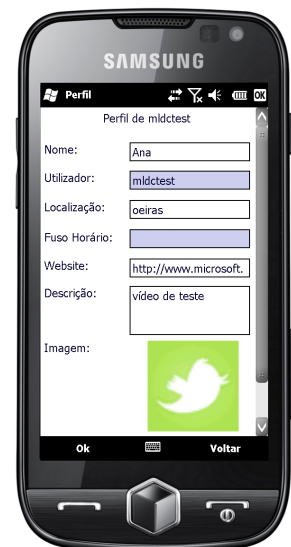 SAMSUNG
Perfil OK
Perfil de mldctest
Nome: Ana
Utilizador: mldctest
Localização: oeiras
Fuso Horário:
Website: http://www.microsoft.
Descrição: vídeo de teste
Imagem:
Ok Voltar